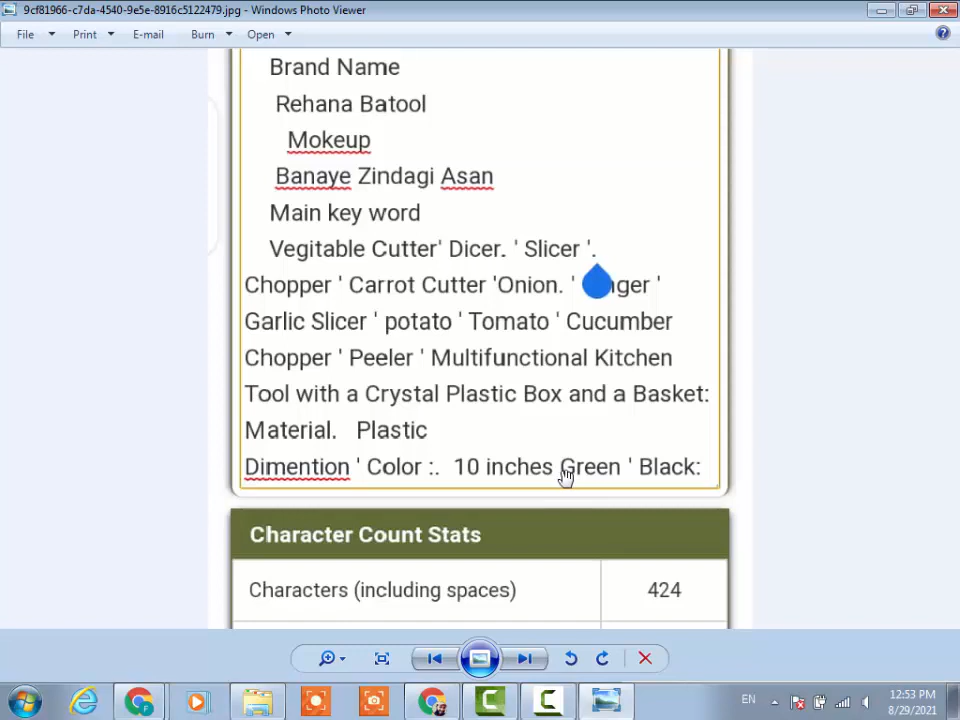 9cf81966-c7da-4540-9e5e-8916c5122479.jpg - Windows Photo Viewer
File Print E-mail Burn Open
Brand Name
Rehana Batool
Mokeup
Banaye Zindagi Asan
Main key word
Vegitable Cutter' Dicer. ' Slicer '.
Chopper ' Carrot Cutter 'Onion. ' nger '
Garlic Slicer ' potato ' Tomato ' Cucumber
Chopper ' Peeler ' Multifunctional Kitchen
Tool with a Crystal Plastic Box and a Basket:
Material. Plastic
Dimention ' Color :. 10 inches Green ' Black:
Character Count Stats
Characters (including spaces) 424
EN
12:53 PM
8/29/2021